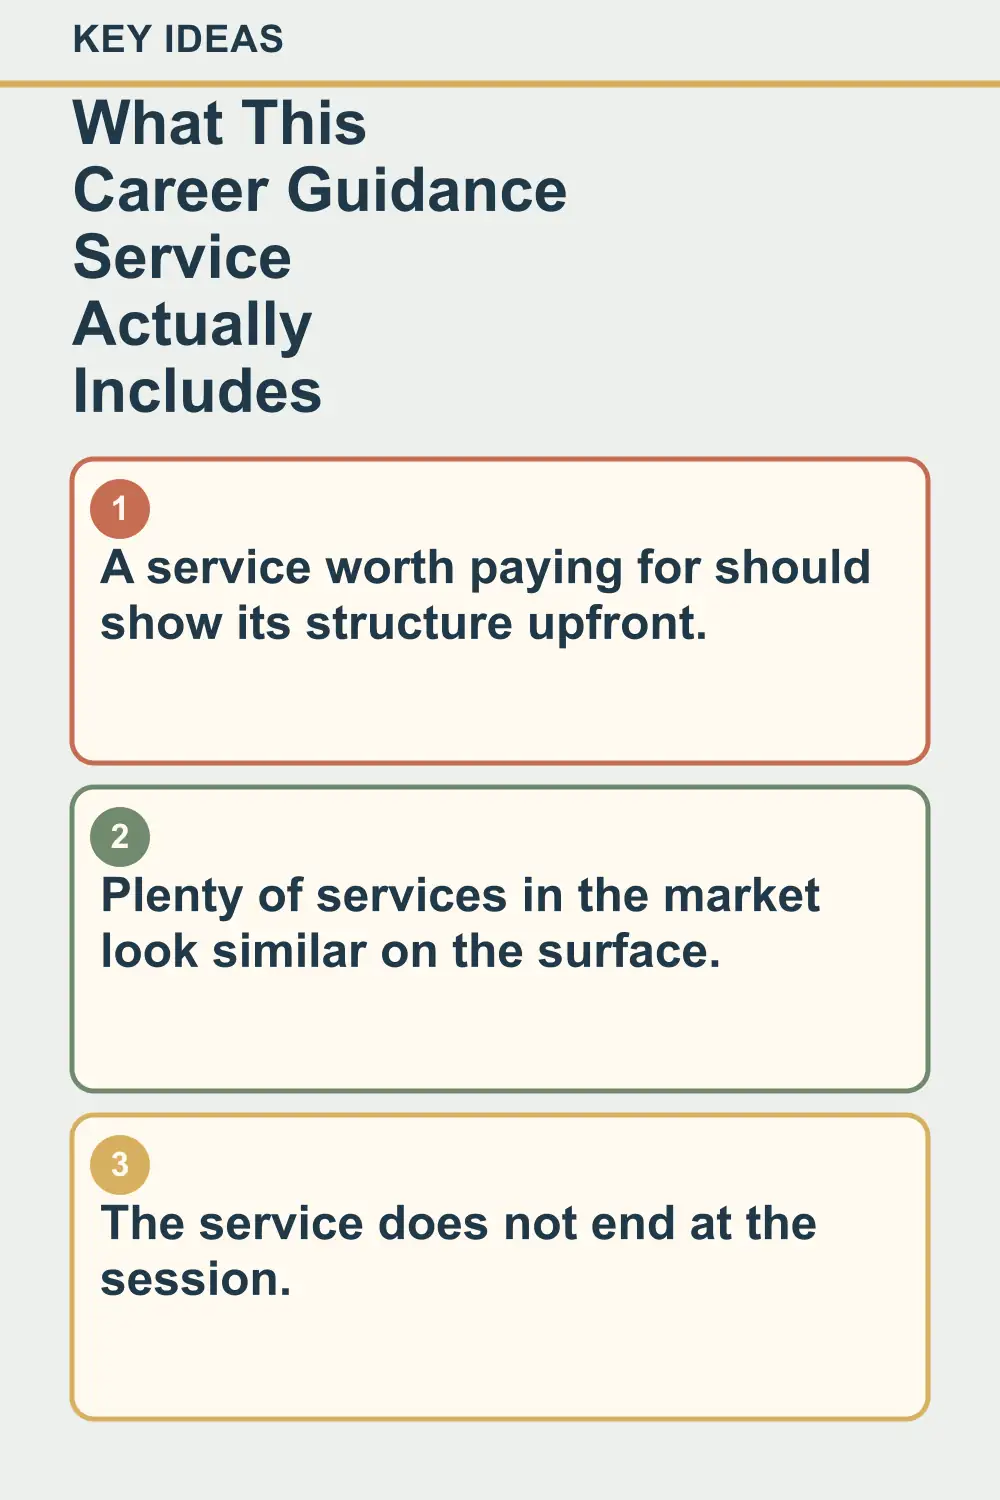 KEY IDEAS
What This
Career Guidance
Service
Actually
Includes
1
A service worth paying for should
show its structure upfront.
2
Plenty of services in the market
look similar on the surface.
3
The service does not end at the
session.